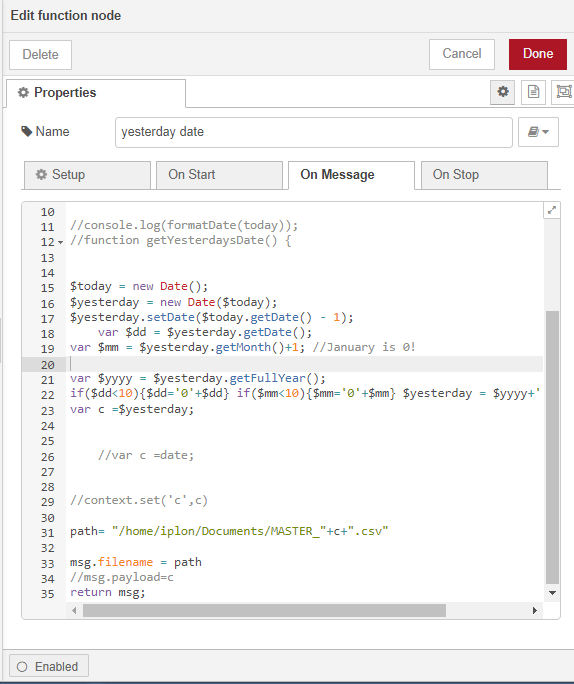 Edit function node
Delete
Cancel
Done
Properties
Name
yesterday date
Setup
On Start
On Message
On Stop
10
11 //console.log(formatDate(today));
12 //function getYesterdaysDate() {
13
14
15 $today = new Date();
16 $yesterday = new Date($today);
17 $yesterday.setDate($today.getDate() - 1);
18 var $dd = $yesterday.getDate();
19 var $mm = $yesterday.getMonth()+1; //January is 0!
20
21 var $yyyy = $yesterday.getFullYear();
22 if($dd<10){$dd='0'+$dd} if($mm<10){$mm='0'+$mm} $yesterday = $yyyy+'
23 var c =$yesterday;
24
25
26 //var c =date;
27
28
29 //context.set('c',c)
30
31 path= "/home/iplon/Documents/MASTER_"+c+".csv"
32
33 msg.filename = path
34 //msg.payload=c
35 return msg;
Enabled